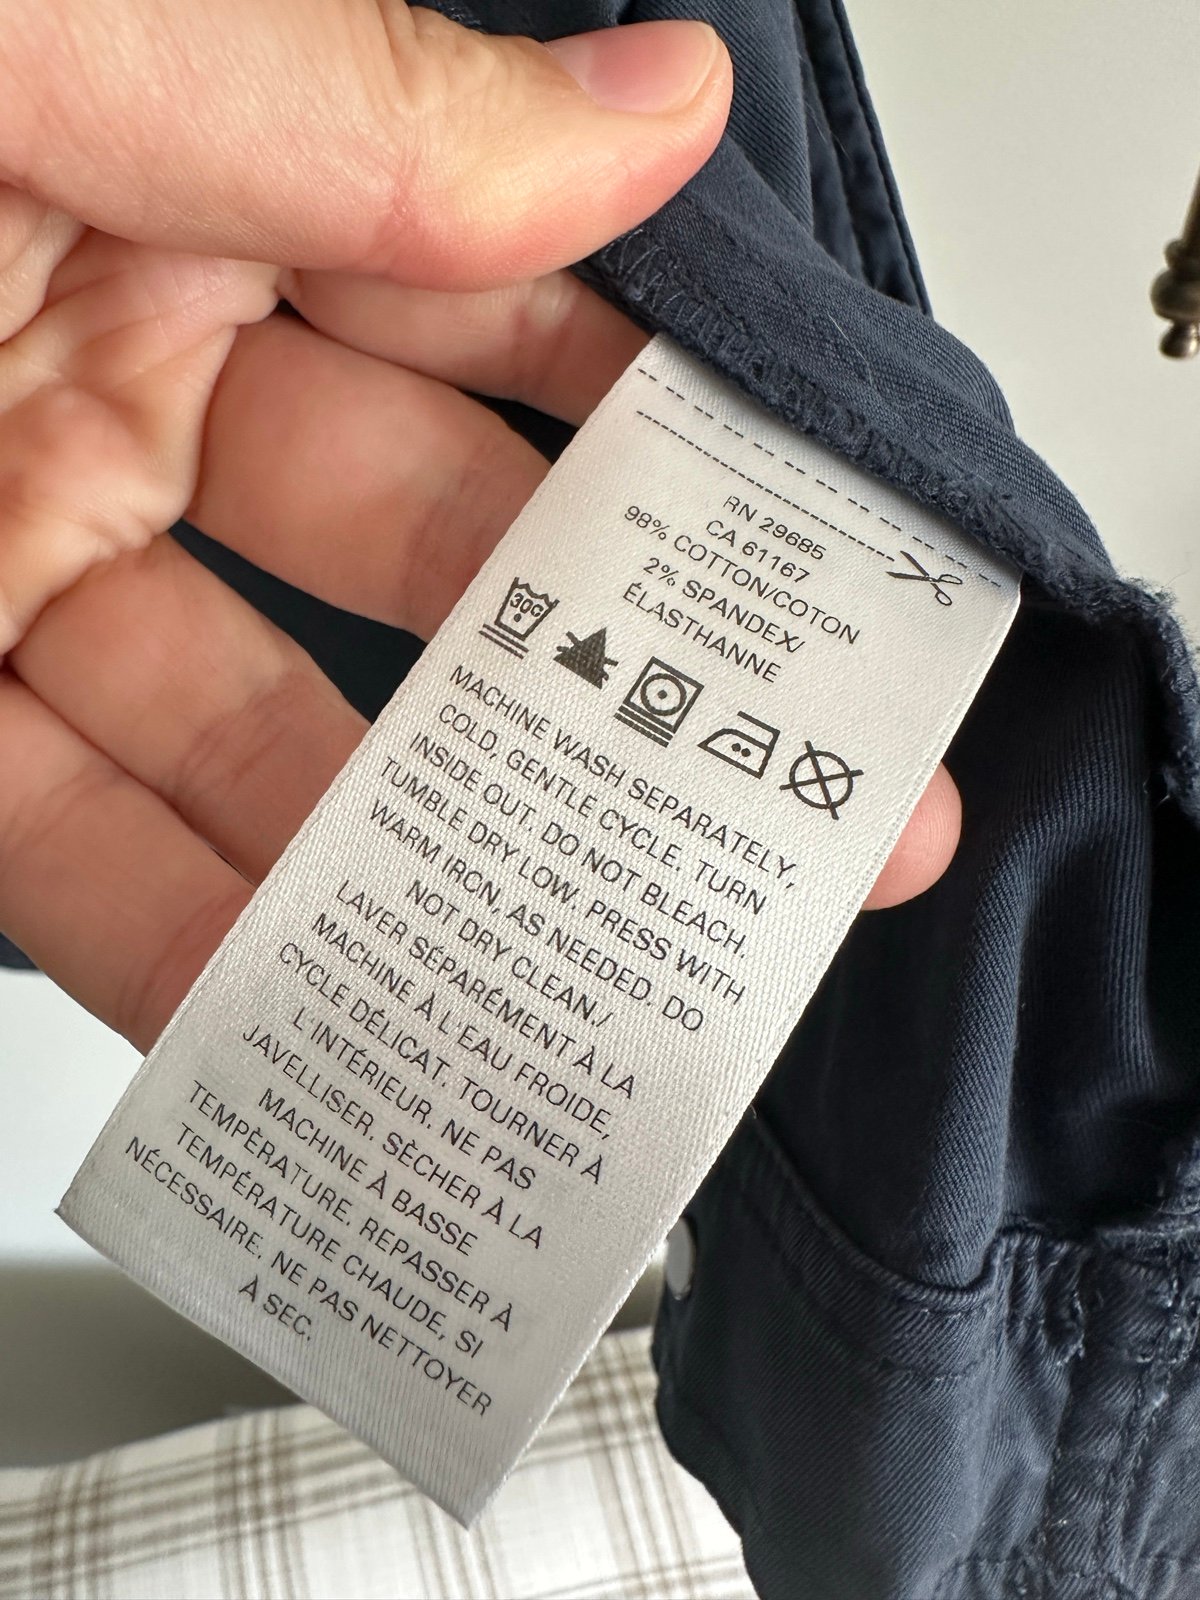 RN 29685
CA 61167
98% COTTON/COTON
2% SPANDEX/
ÉLASTHANNE
30C
MACHINE WASH SEPARATELY,
COLD, GENTLE CYCLE. TURN
INSIDE OUT. DO NOT BLEACH.
TUMBLE DRY LOW. PRESS WITH
WARM IRON, AS NEEDED. DO
NOT DRY CLEAN./
LAVER SÉPARÉMENT À LA
MACHINE À L'EAU FROIDE,
CYCLE DÉLICAT. TOURNER À
L'INTÉRIEUR. NE PAS
JAVELLISER. SÈCHER À LA
MACHINE À BASSE
TEMPÈRATURE. REPASSER À
TEMPÉRATURE CHAUDE, SI
NÉCESSAIRE. NE PAS NETTOYER
À SEC.